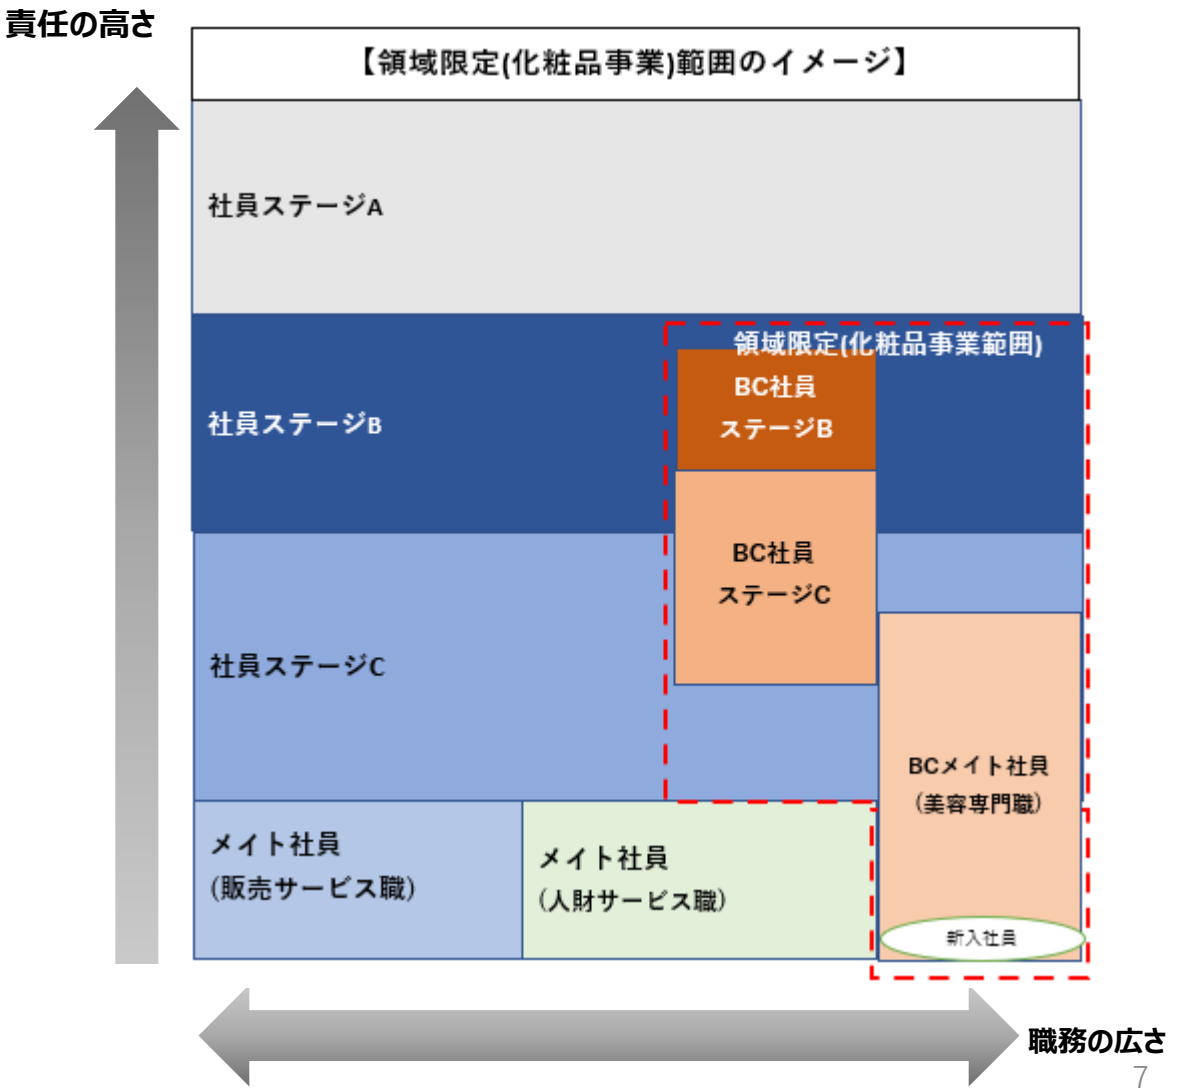 責任の高さ
【領域限定(化粧品事業)範囲のイメージ】
社員ステージA
領域限定(化粧品事業範囲)
BC社員
ステージB
社員ステージB
BC社員
ステージC
社員ステージC
BCメイト社員
(美容専門職)
メイト社員
(販売サービス職)
メイト社員
(人財サービス職)
新入社員
職務の広さ
7